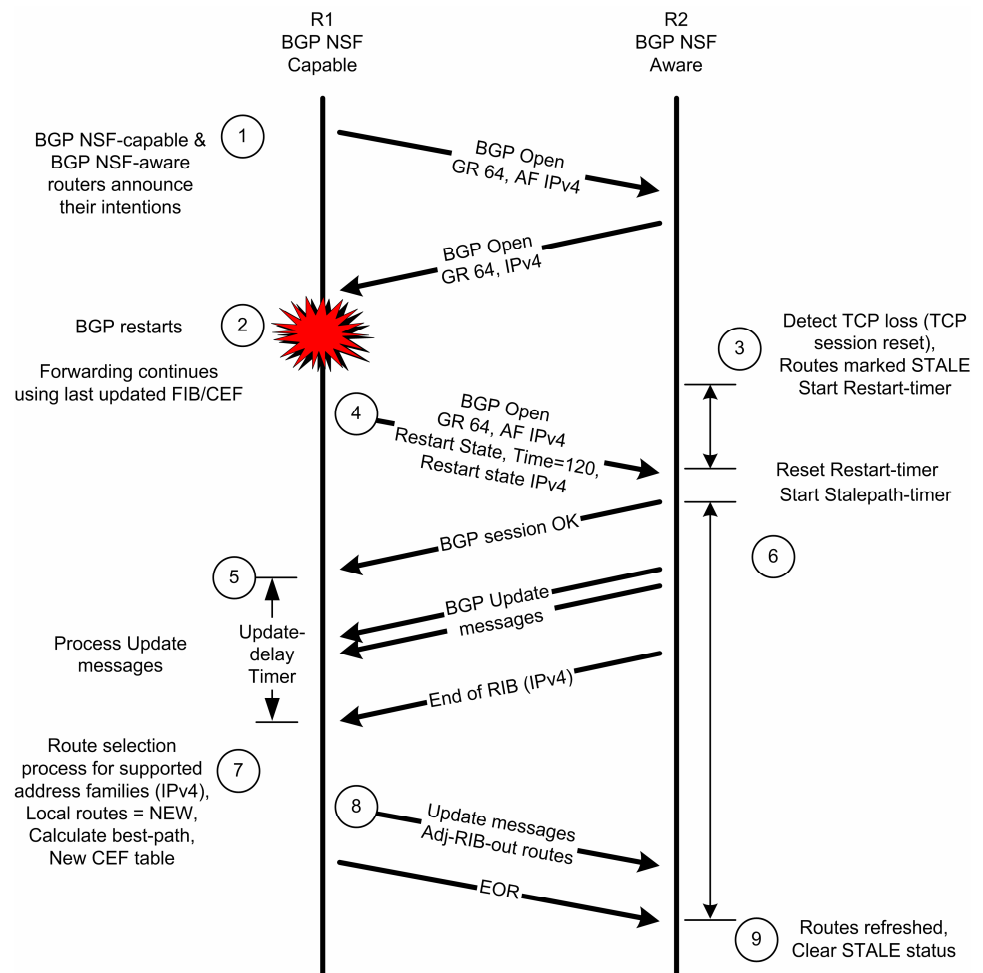 R1
BGP NSF
Capable
R2
BGP NSF
Aware
1
BGP NSF-capable &
BGP NSF-aware
routers announce
their intentions
BGP Open
GR 64, AF IPv4
BGP Open
GR 64, IPv4
BGP restarts
2
Forwarding continues
using last updated FIB/CEF
3
Detect TCP loss (TCP
session reset),
Routes marked STALE
Start Restart-timer
4
BGP Open
GR 64, AF IPv4
Restart State, Time=120,
Restart state IPv4
Reset Restart-timer
Start Stalepath-timer
BGP session OK
5
6
Update-
delay
Timer
Process Update
messages
BGP Update
messages
End of RIB (IPv4)
Route selection
process for supported
address families (IPv4),
Local routes = NEW,
Calculate best-path,
New CEF table
7
8
Update messages
Adj-RIB-out routes
EOR
9
Routes refreshed,
Clear STALE status